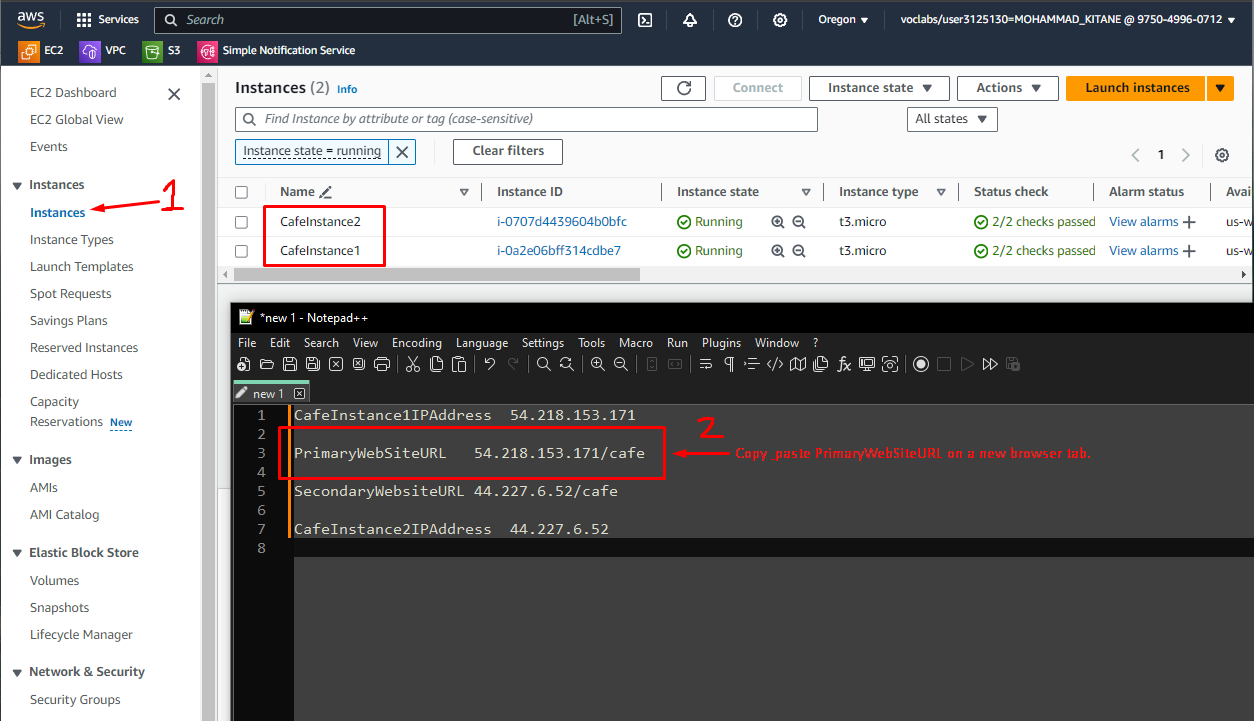 aws Services Search [Alt+S] Oregon voclabs/user3125130=MOHAMMAD_KITANE @ 9750-4996-0712
EC2 VPC S3 Simple Notification Service
EC2 Dashboard
EC2 Global View
Events
Instances
1
Instances
Instance Types
Launch Templates
Spot Requests
Savings Plans
Reserved Instances
Dedicated Hosts
Capacity
Reservations New
Images
AMIs
AMI Catalog
Elastic Block Store
Volumes
Snapshots
Lifecycle Manager
Network & Security
Security Groups
Instances (2) Info Connect Instance state Actions Launch instances
Find Instance by attribute or tag (case-sensitive) All states
Instance state = running Clear filters
1
Name Instance ID Instance state Instance type Status check Alarm status Avai
CafeInstance2 i-0707d4439604b0bfc Running t3.micro 2/2 checks passed View alarms us-w
CafeInstance1 i-0a2e06bff314cdbe7 Running t3.micro 2/2 checks passed View alarms us-w
*new 1 - Notepad++
File Edit Search View Encoding Language Settings Tools Macro Run Plugins Window ?
new 1
1 CafeInstance1IPAddress 54.218.153.171
2
3 PrimaryWebSiteURL 54.218.153.171/cafe
2
Copy_paste PrimaryWebSiteURL on a new browser tab.
4
5 SecondaryWebsiteURL 44.227.6.52/cafe
6
7 CafeInstance2IPAddress 44.227.6.52
8